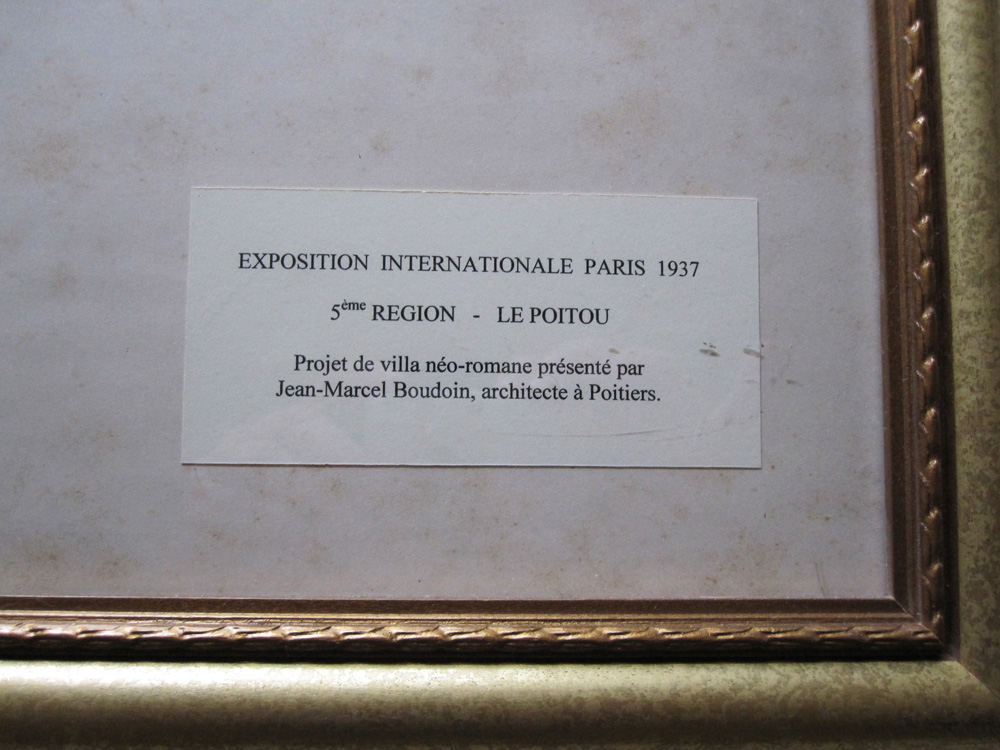 EXPOSITION INTERNATIONALE PARIS 1937
5ème REGION - LE POITOU
Projet de villa néo-romane présenté par
Jean-Marcel Boudoin, architecte à Poitiers.